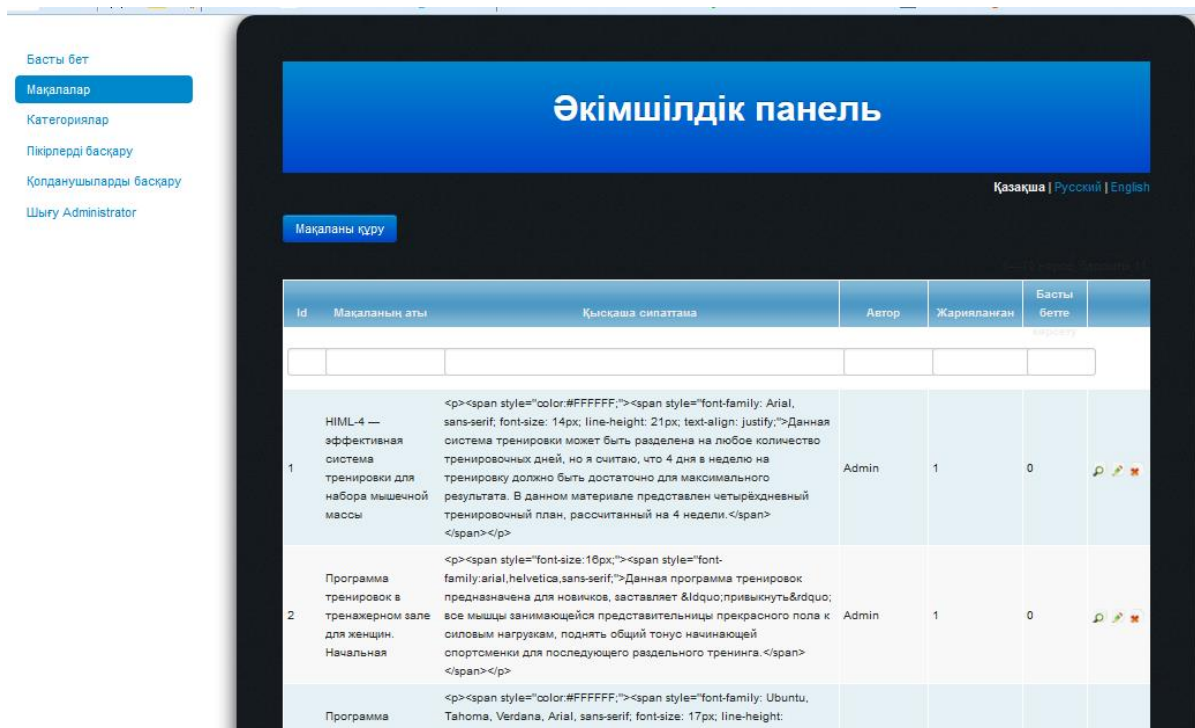 Басты бет
Мақалалар
Категориялар
Пікірлерді басқару
Қолданушыларды басқару
Шығу Administrator
Әкімшілдік панель
Қазақша | Русский | English
Мақаланы құру
Id Мақаланың аты Қысқаша сипаттама Автор Жарияланған Басты
бетте
көрсету
<p><span style="color:#FFFFFF;"><span style="font-family: Arial,
sans-serif; font-size: 14px; line-height: 21px; text-align: justify;">Данная
система тренировки может быть разделена на любое количество
тренировочных дней, но я считаю, что 4 дня в неделю на
тренировку должно быть достаточно для максимального
результата. В данном материале представлен четырёхдневный
тренировочный план, рассчитанный на 4 недели.</span>
</span></p>
1
HIML-4 —
эффективная
система
тренировки для
набора мышечной
массы
Admin 1 0
<p><span style="font-size:16px;"><span style="font-
family:arial,helvetica,sans-serif;">Данная программа тренировок
предназначена для новичков, заставляет &ldquo;привыкнуть&rdquo;
все мышцы занимающейся представительницы прекрасного пола к
силовым нагрузкам, поднять общий тонус начинающей
спортсменки для последующего раздельного тренинга.</span>
</span></p>
2
Программа
тренировок в
тренажерном зале
для женщин.
Начальная
Admin 1 0
<p><span style="color:#FFFFFF;"><span style="font-family: Ubuntu,
Tahoma, Verdana, Arial, sans-serif; font-size: 17px; line-height:
Программа